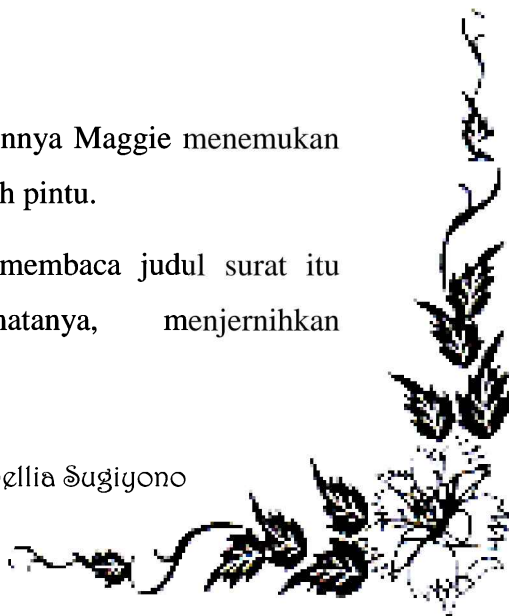 nnya Maggie menemukan
h pintu.
membaca judul surat itu
natanya, menjernihkan
ellia Sugiyono